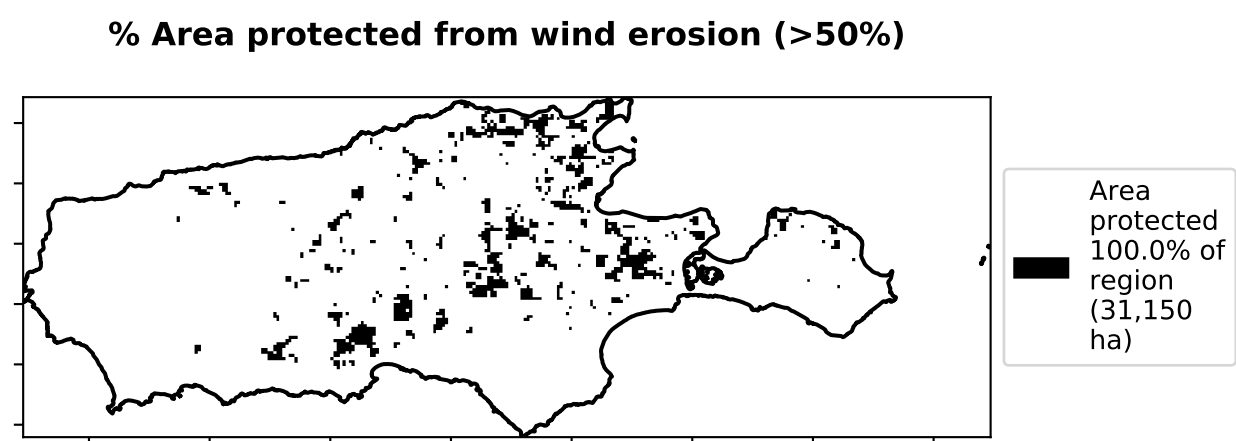 % Area protected from wind erosion (>50%)
Area
protected
100.0% of
region
(31,150
ha)